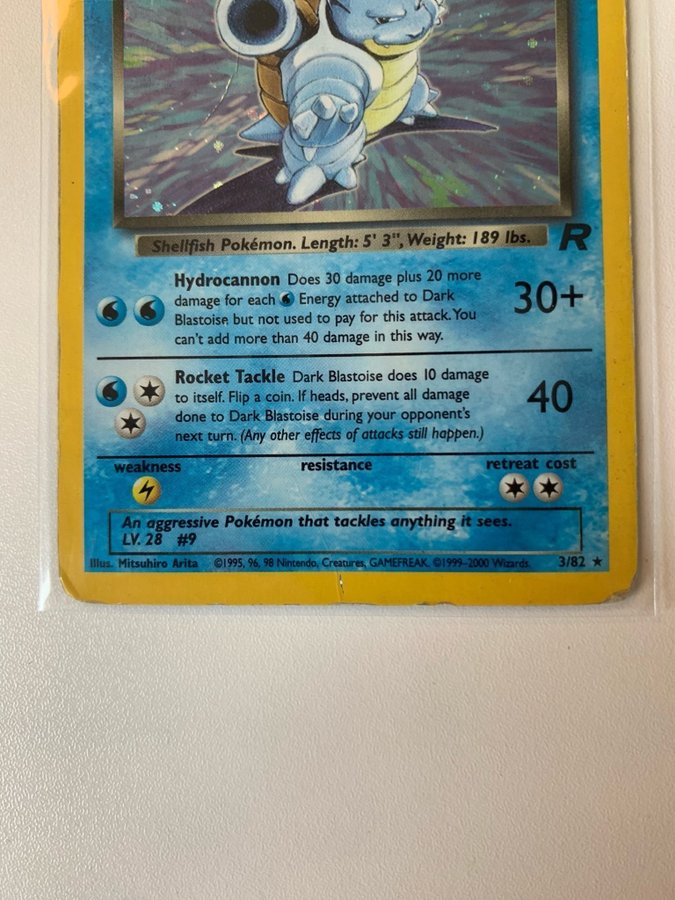 Shellfish Pokémon. Length: 5' 3", Weight: 189 lbs.
R
Hydrocannon Does 30 damage plus 20 more
damage for each Energy attached to Dark
Blastoise but not used to pay for this attack. You
can't add more than 40 damage in this way.
30+
Rocket Tackle Dark Blastoise does 10 damage
to itself. Flip a coin. If heads, prevent all damage
done to Dark Blastoise during your opponent's
next turn. (Any other effects of attacks still happen.)
40
weakness resistance retreat cost
An aggressive Pokémon that tackles anything it sees.
LV. 28 #9
Illus. Mitsuhiro Arita ©1995, 96, 98 Nintendo, Creatures, GAMEFREAK. ©1999-2000 Wizards. 3/82 ★